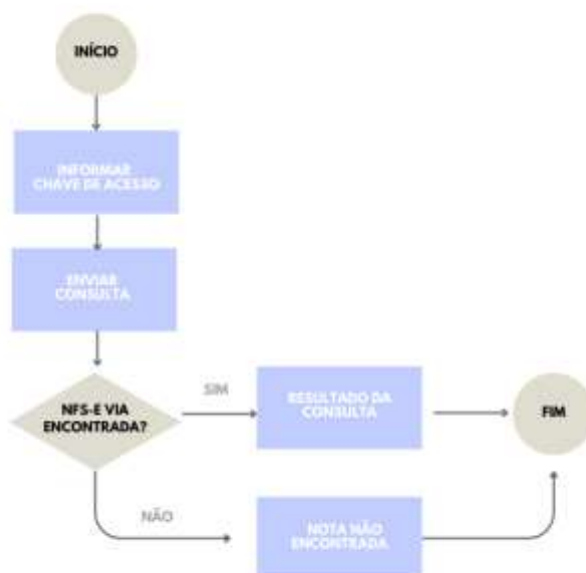 INÍCIO
INFORMAR
CHAVE DE ACESSO
ENVIAR
CONSULTA
NFS-E VIA
ENCONTRADA?
SIM
RESULTADO DA
CONSULTA
FIM
NÃO
NOTA NÃO
ENCONTRADA